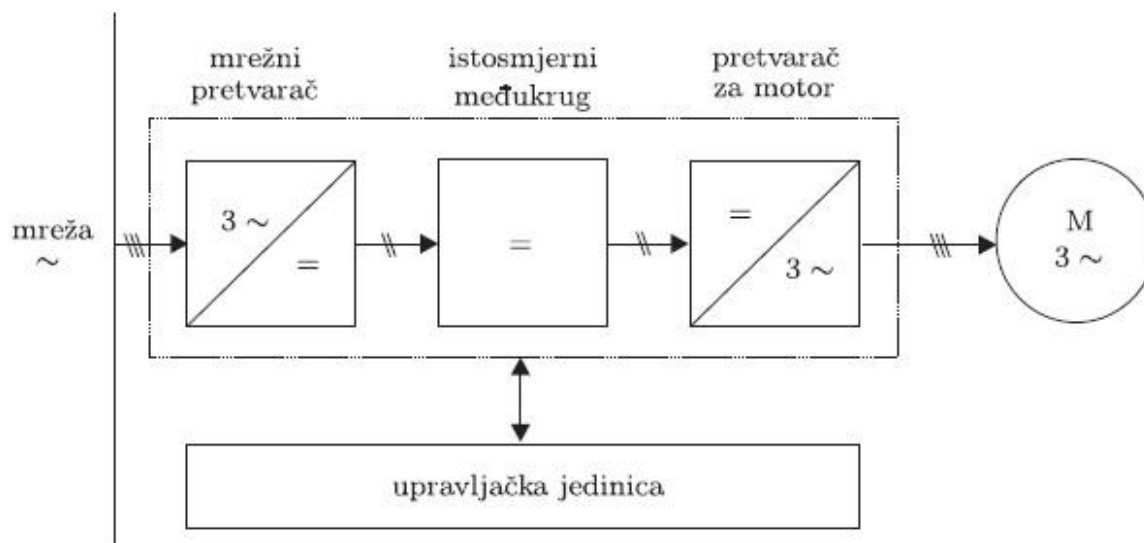 mrežni
pretvarač
istosmjerni
međukrug
pretvarač
za motor
mreža
~
3 ~
=
=
=
3 ~
M
3 ~
upravljačka jedinica